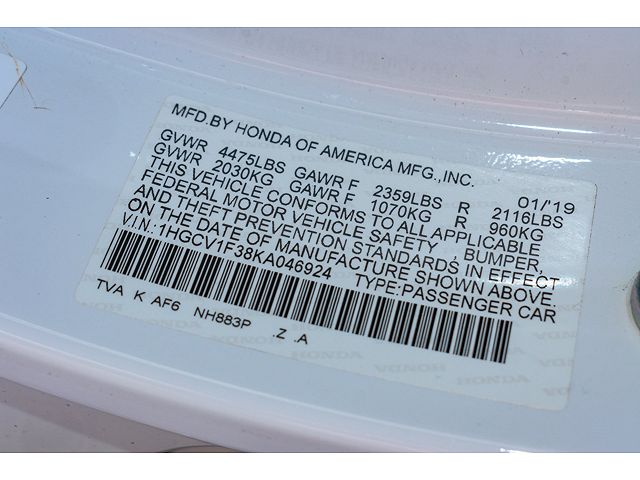 MFD.BY HONDA OF AMERICA MFG.,INC. 01/'19
GVWR 4475LBS GAWR F 2359LBS R 2116LBS
GVWR 2030KG GAWR F 1070KG R 960KG
THIS VEHICLE CONFORMS TO ALL APPLICABLE
FEDERAL MOTOR VEHICLE SAFETY , BUMPER,
AND THEFT PREVENTION STANDARDS IN EFFECT
ON THE DATE OF MANUFACTURE SHOWN ABOVE.
V.I.N.:1HGCV1F38KA046924 TYPE:PASSENGER CAR
TVA K AF6 NH883P .Z .A
HONDA HONDA
HONDA HONDA